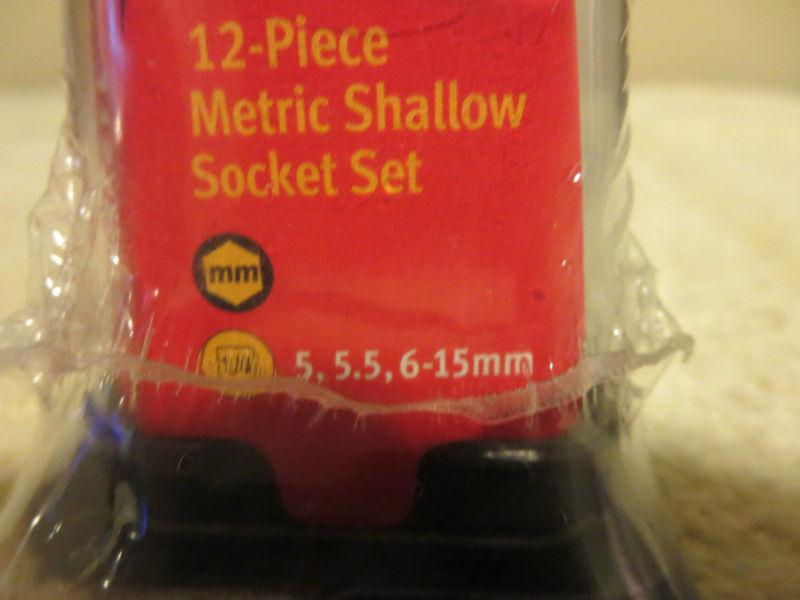 12-Piece
Metric Shallow
Socket Set
mm
5, 5.5, 6-15mm